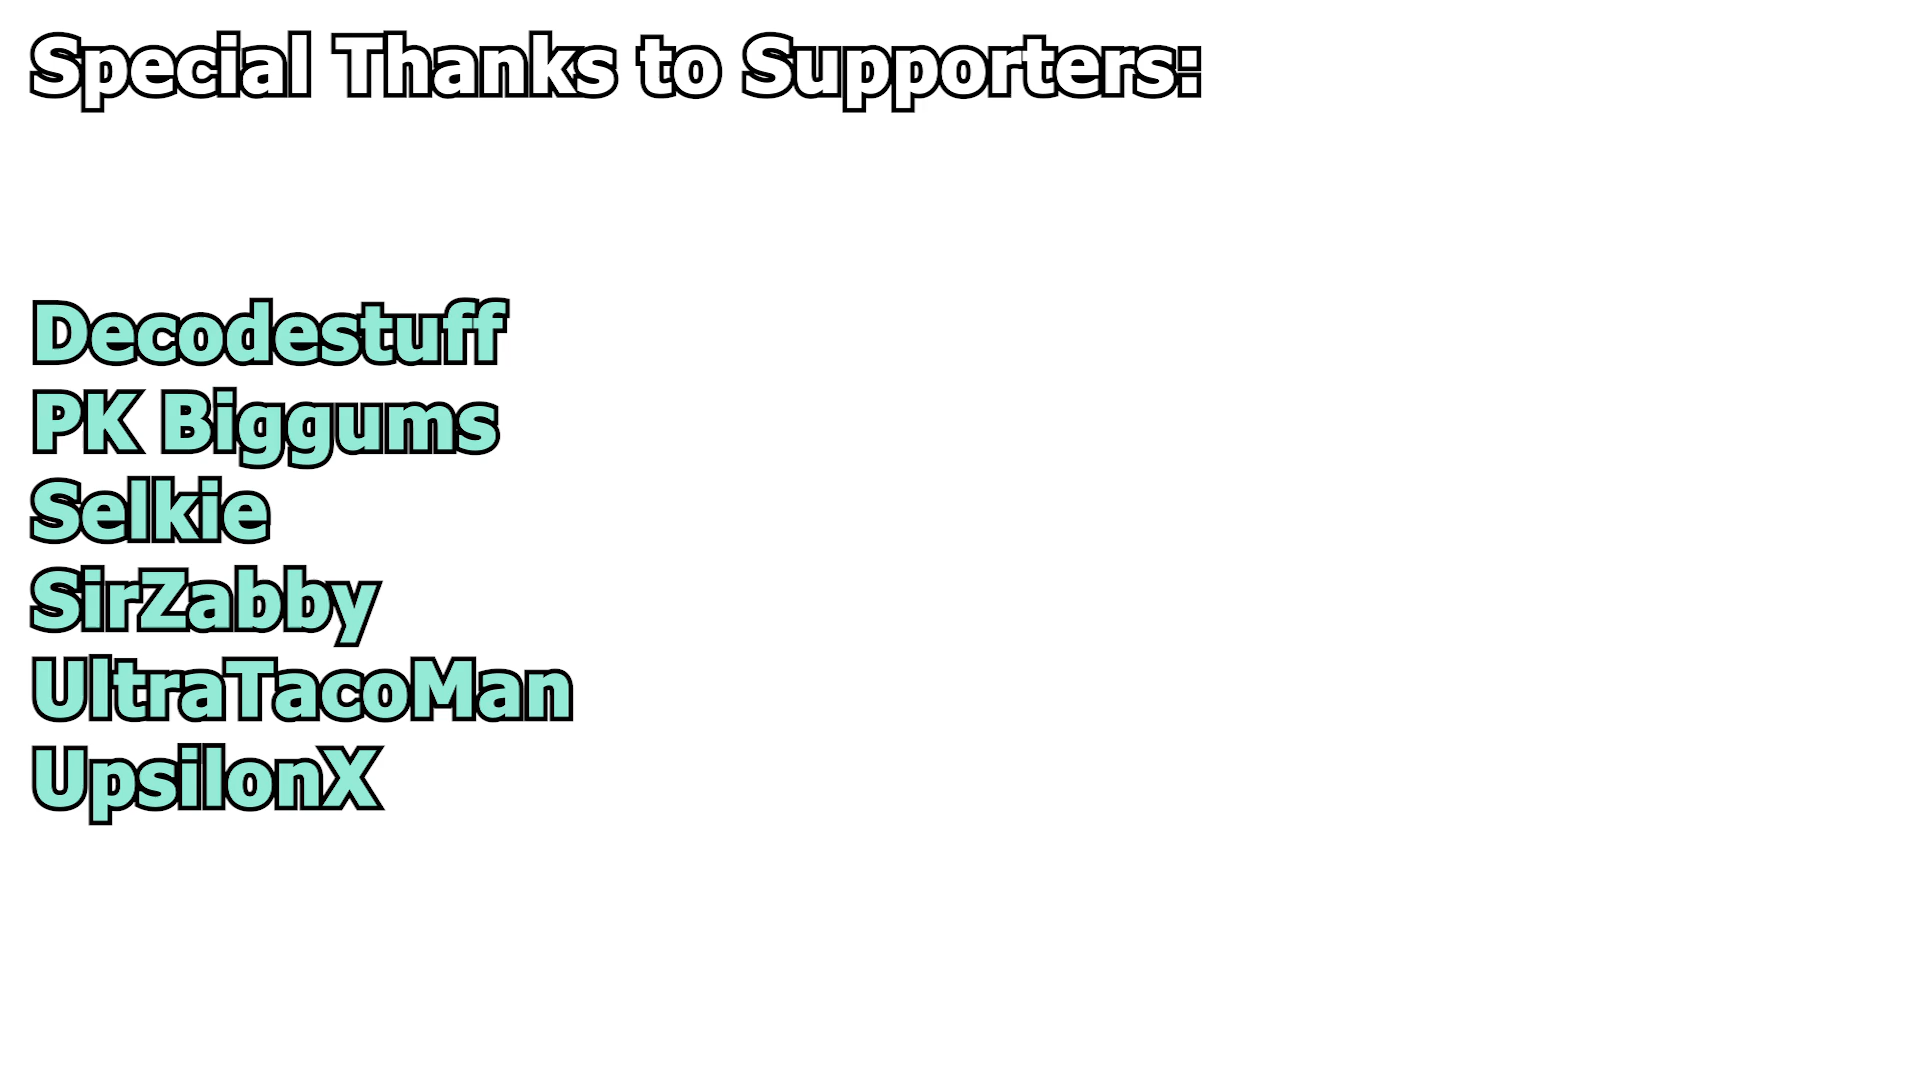 Special Thanks to Supporters:
Decodestuff
PK Biggums
Selkie
SirZabby
UltraTacoMan
UpsilonX